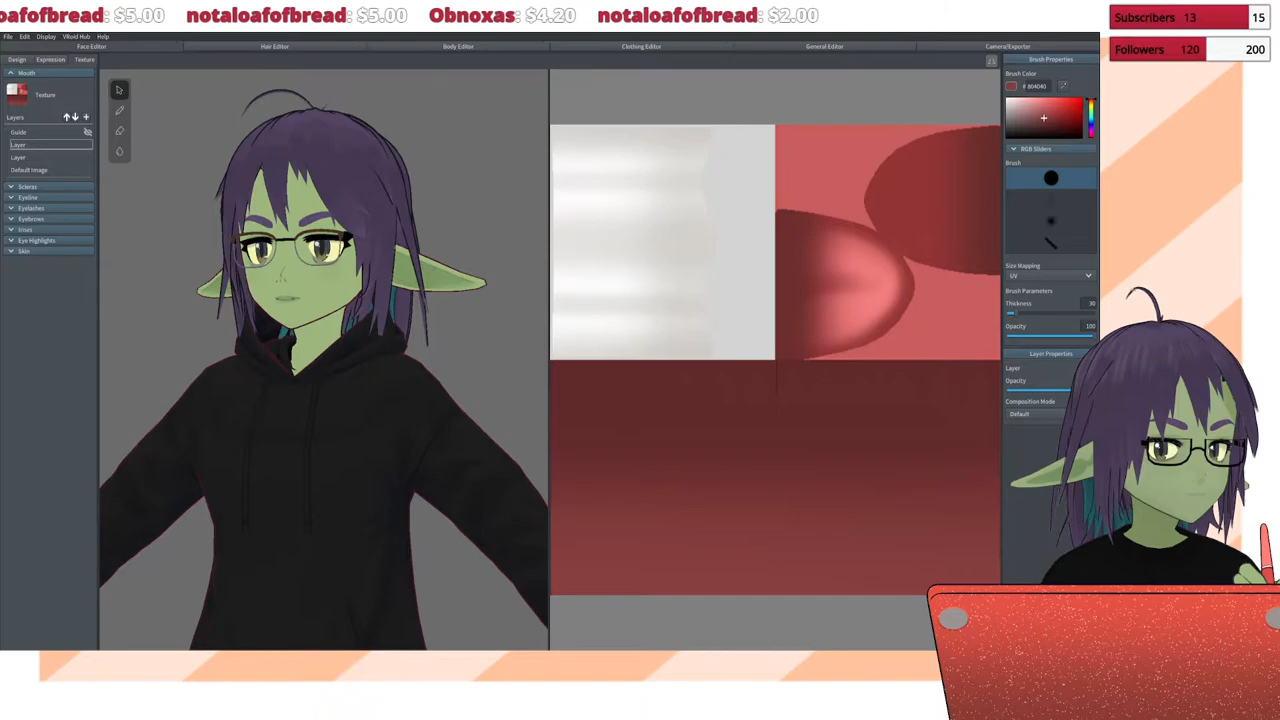 oafofbread: $5.00 notaloafofbread: $5.00 Obnoxas: $4.20 notaloafofbread: $2.00
Subscribers 13 15
Followers 120 200
File Edit Display VRoid Hub Help
Face Editor Hair Editor Body Editor Clothing Editor General Editor Camera/Exporter
Design Expression Texture
Mouth
Texture
Layers
Guide
Layer
Layer
Default Image
Scleras
Eyeline
Eyelashes
Eyebrows
Irises
Eye Highlights
Skin
Brush Properties
Brush Color
# 804040
RGB Sliders
Brush
Size Mapping
UV
Brush Parameters
Thickness 30
Opacity 100
Layer Properties
Layer
Opacity
Composition Mode
Default